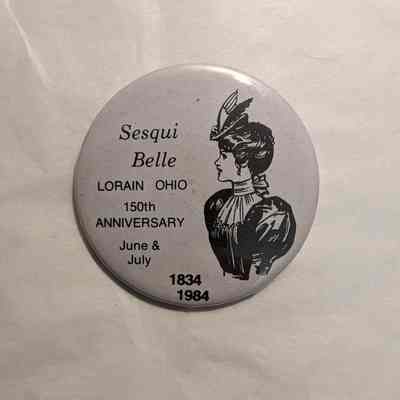 Sesqui
Belle
LORAIN OHIO
150th
ANNIVERSARY
June &
July
1834
1984